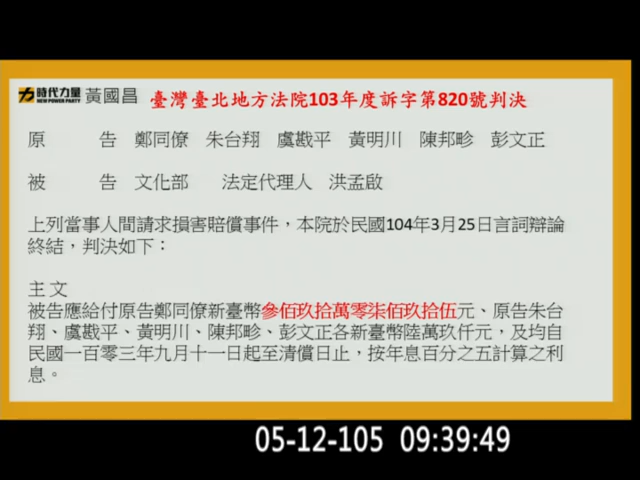 時代力量 NEW POWER PARTY 黃國昌 臺灣臺北地方法院103年度訴字第820號判決
原 告 鄭同僚 朱台翔 虞戡平 黃明川 陳邦畛 彭文正
被 告 文化部 法定代理人 洪孟啟
上列當事人間請求損害賠償事件，本院於民國104年3月25日言詞辯論
終結，判決如下：
主文
被告應給付原告鄭同僚新臺幣參佰玖拾萬零柒佰玖拾伍元、原告朱台
翔、虞戡平、黃明川、陳邦畛、彭文正各新臺幣陸萬玖仟元，及均自
民國一百零三年九月十一日起至清償日止，按年息百分之五計算之利
息。
05-12-105 09:39:49